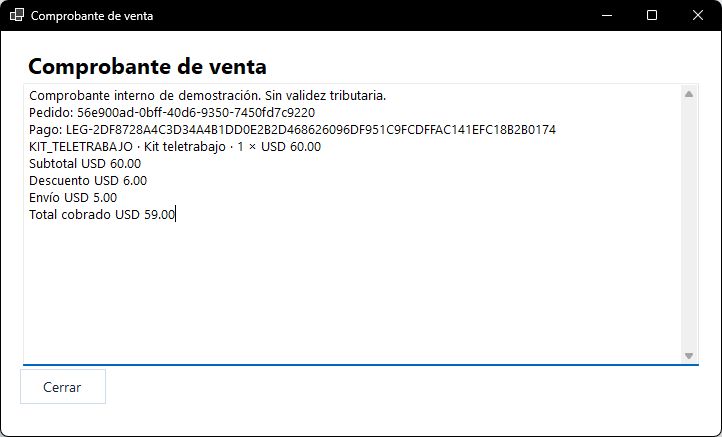 Comprobante de venta
Comprobante de venta
Comprobante interno de demostración. Sin validez tributaria.
Pedido: 56e900ad-0bff-40d6-9350-7450fd7c9220
Pago: LEG-2DF8728A4C3D34A4B1DD0E2B2D468626096DF951C9FCDFFAC141EFC18B2B0174
KIT_TELETRABAJO · Kit teletrabajo · 1 × USD 60.00
Subtotal USD 60.00
Descuento USD 6.00
Envío USD 5.00
Total cobrado USD 59.00
Cerrar